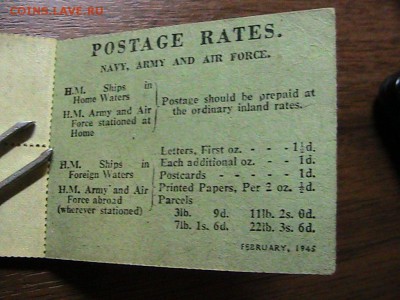 COINS.LAVE.RU
POSTAGE RATES.
NAVY, ARMY AND AIR FORCE.
H.M. Ships in
Home Waters
H.M. Army and Air
Force stationed at
Home
Postage should be prepaid at
the ordinary inland rates.
H.M. Ships in
Foreign Waters
H.M. Army and Air
Force abroad
(wherever stationed)
Letters, First oz. - - - 1½d.
Each additional oz. - - 1d.
Postcards - - - - - - 1d.
Printed Papers, Per 2 oz. ½d.
Parcels
3lb. 9d. 11lb. 2s. 0d.
7lb. 1s. 6d. 22lb. 3s. 6d.
FEBRUARY, 1945